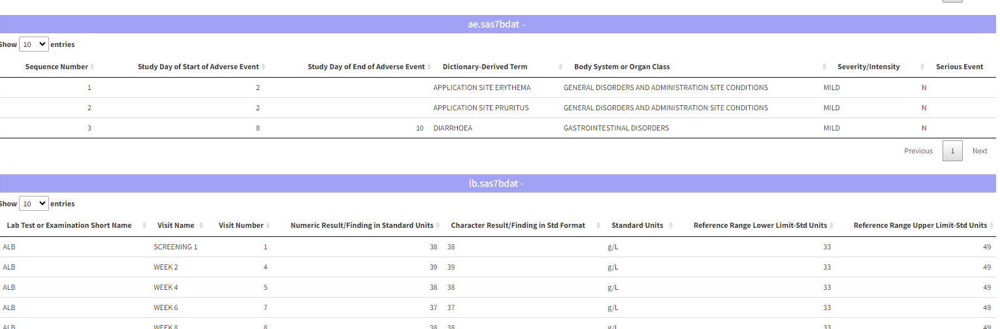 ae.sas7bdat
Show 10 entries
Sequence Number Study Day of Start of Adverse Event Study Day of End of Adverse Event Dictionary-Derived Term Body System or Organ Class Severity/Intensity Serious Event
1 2 APPLICATION SITE ERYTHEMA GENERAL DISORDERS AND ADMINISTRATION SITE CONDITIONS MILD N
2 2 APPLICATION SITE PRURITUS GENERAL DISORDERS AND ADMINISTRATION SITE CONDITIONS MILD N
3 8 10 DIARRHOEA GASTROINTESTINAL DISORDERS MILD N
Previous 1 Next
lb.sas7bdat
Show 10 entries
Lab Test or Examination Short Name Visit Name Visit Number Numeric Result/Finding in Standard Units Character Result/Finding in Std Format Standard Units Reference Range Lower Limit-Std Units Reference Range Upper Limit-Std Units
ALB SCREENING 1 1 38 38 g/L 33 49
ALB WEEK 2 4 39 39 g/L 33 49
ALB WEEK 4 5 38 38 g/L 33 49
ALB WEEK 6 7 37 37 g/L 33 49
ALB WEEK 8 8 38 38 g/L 33 49